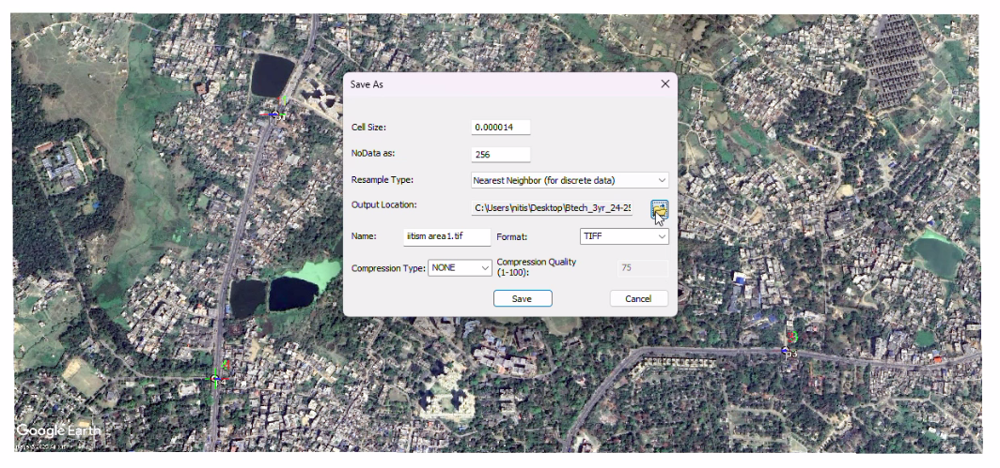 Save As
Cell Size: 0.000014
NoData as: 256
Resample Type: Nearest Neighbor (for discrete data)
Output Location: C:\Users\nitis\Desktop\Btech_3yr_24-25
Name: iitism area1.tif Format: TIFF
Compression Type: NONE Compression Quality (1-100): 75
Save Cancel
Google Earth